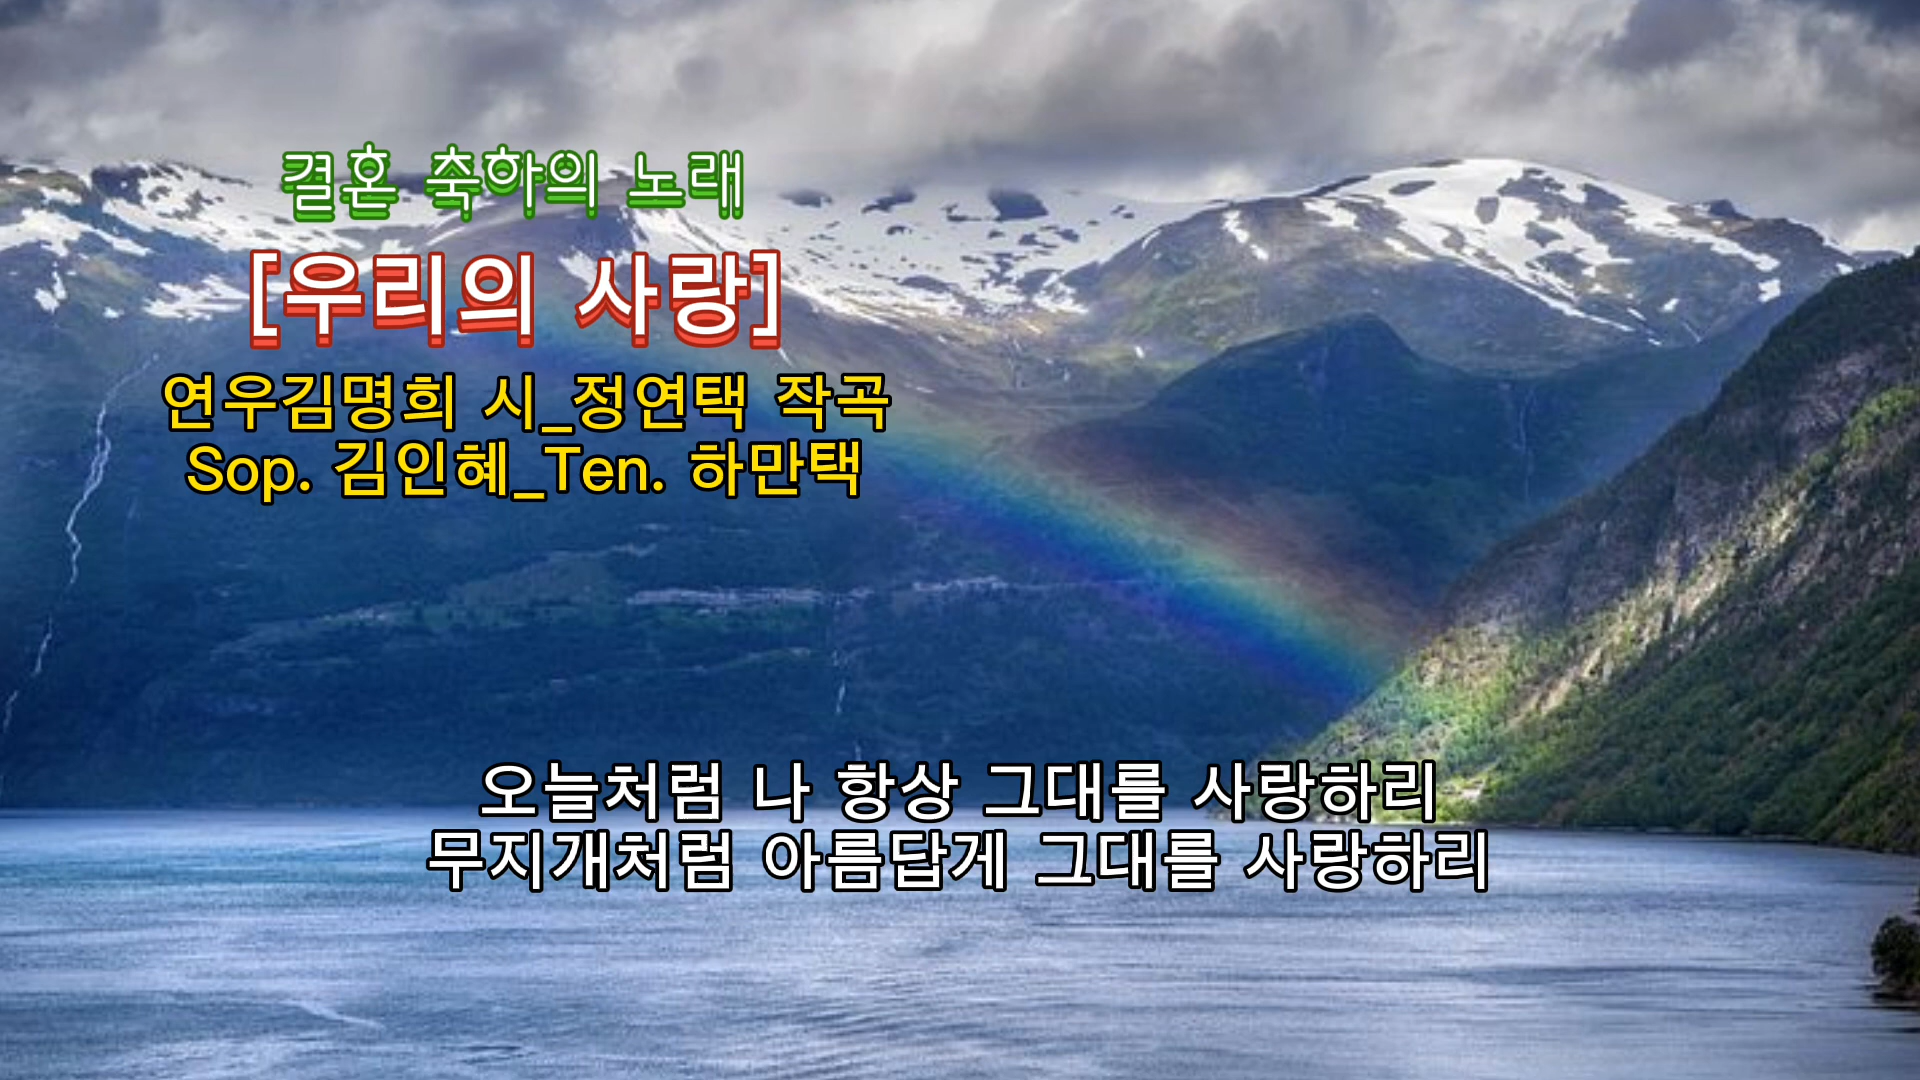 결혼 축하의 노래
[우리의 사랑]
연우김명희 시_정연택 작곡
Sop. 김인혜_Ten. 하만택
오늘처럼 나 항상 그대를 사랑하리
무지개처럼 아름답게 그대를 사랑하리